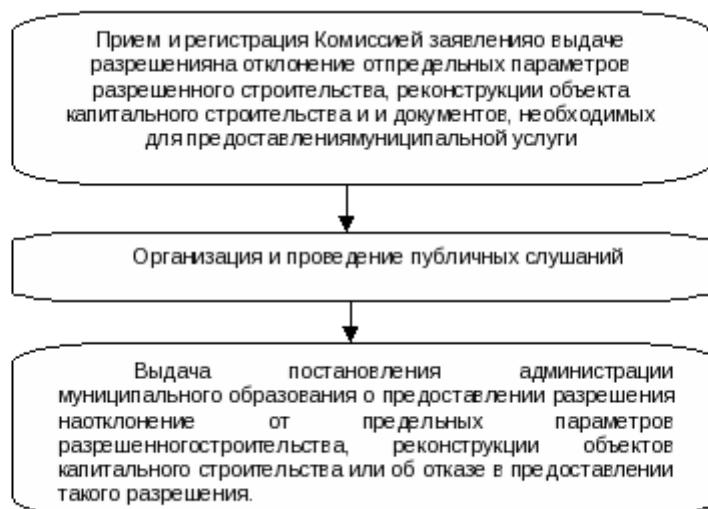 Прием и регистрация Комиссией заявленияо выдаче
разрешенияна отклонение отпредельных параметров
разрешенного строительства, реконструкции объекта
капитального строительства и и документов, необходимых
для предоставлениямуниципальной услуги
Организация и проведение публичных слушаний
Выдача постановления администрации
муниципального образования о предоставлении разрешения
наотклонение от предельных параметров
разрешенногостроительства, реконструкции объектов
капитального строительства или об отказе в предоставлении
такого разрешения.